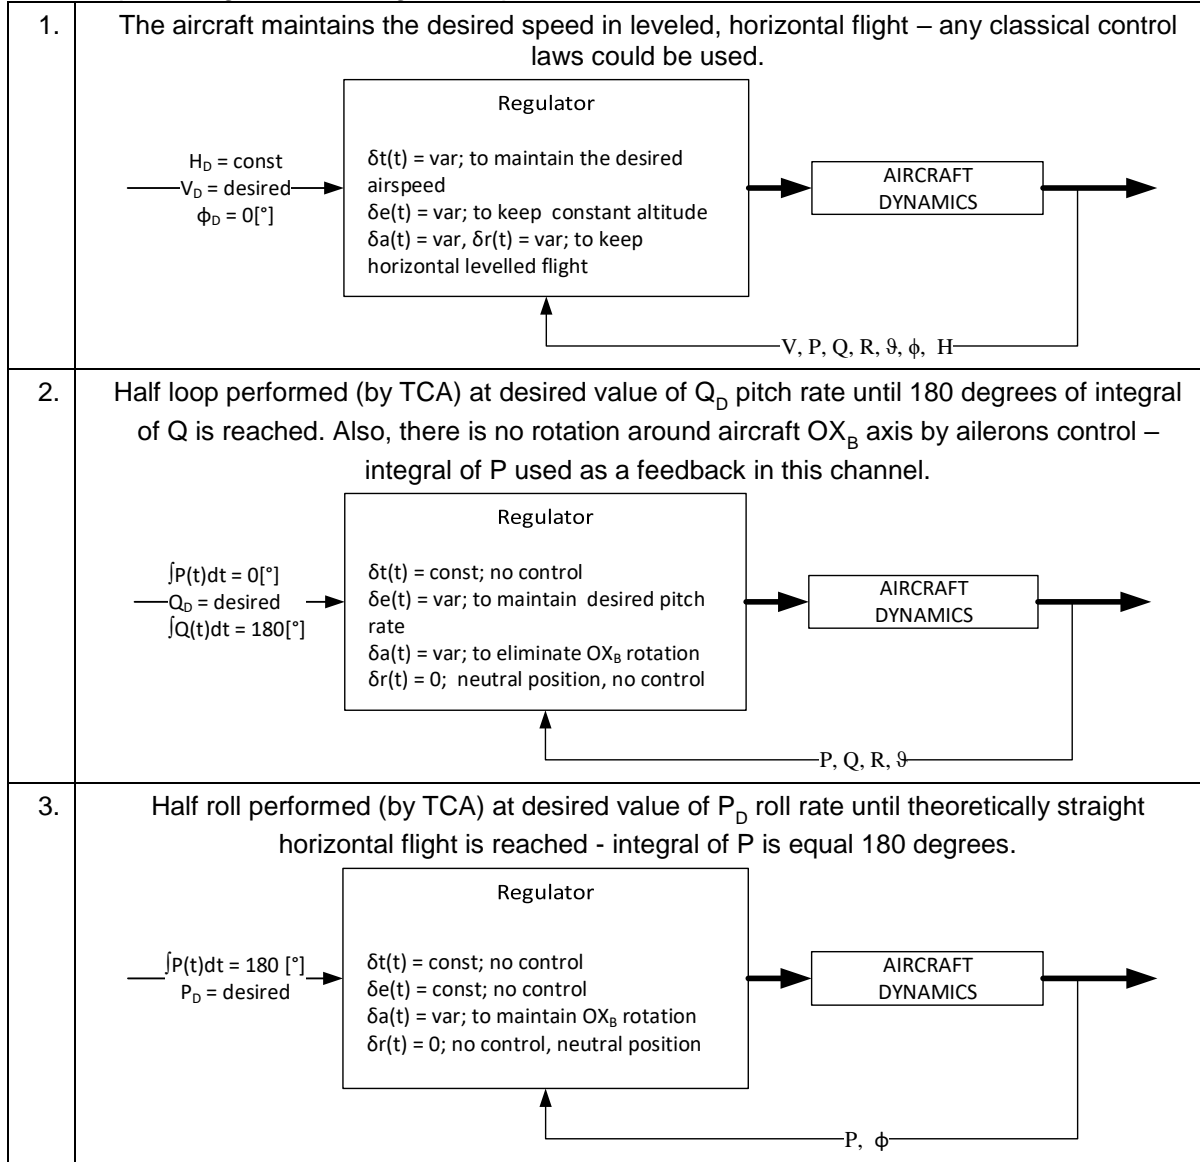 1.
The aircraft maintains the desired speed in leveled, horizontal flight – any classical control
laws could be used.
Regulator
H_D = const
V_D = desired
ϕ_D = 0[°]
δt(t) = var; to maintain the desired
airspeed
δe(t) = var; to keep constant altitude
δa(t) = var, δr(t) = var; to keep
horizontal levelled flight
AIRCRAFT
DYNAMICS
V, P, Q, R, ϑ, ϕ, H
2.
Half loop performed (by TCA) at desired value of Q_D pitch rate until 180 degrees of integral
of Q is reached. Also, there is no rotation around aircraft OX_B axis by ailerons control –
integral of P used as a feedback in this channel.
Regulator
∫P(t)dt = 0[°]
Q_D = desired
∫Q(t)dt = 180[°]
δt(t) = const; no control
δe(t) = var; to maintain desired pitch
rate
δa(t) = var; to eliminate OX_B rotation
δr(t) = 0; neutral position, no control
AIRCRAFT
DYNAMICS
P, Q, R, ϑ
3.
Half roll performed (by TCA) at desired value of P_D roll rate until theoretically straight
horizontal flight is reached - integral of P is equal 180 degrees.
Regulator
∫P(t)dt = 180 [°]
P_D = desired
δt(t) = const; no control
δe(t) = const; no control
δa(t) = var; to maintain OX_B rotation
δr(t) = 0; no control, neutral position
AIRCRAFT
DYNAMICS
P, ϕ